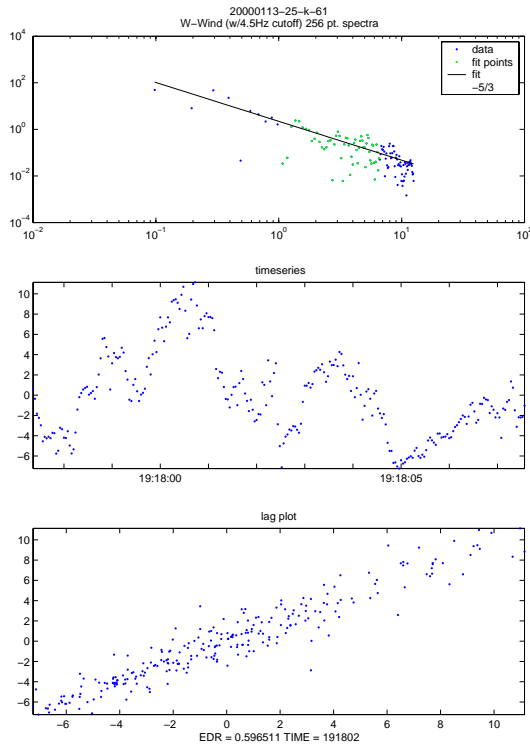 20000113-25-k-61
W-Wind (w/4.5Hz cutoff) 256 pt. spectra
10^4
10^2
10^0
10^-2
10^-4
data
fit points
fit
-5/3
10^-2 10^-1 10^0 10^1 10^2
timeseries
10
8
6
4
2
0
-2
-4
-6
19:18:00 19:18:05
lag plot
10
8
6
4
2
0
-2
-4
-6
-6 -4 -2 0 2 4 6 8 10
EDR = 0.596511 TIME = 191802